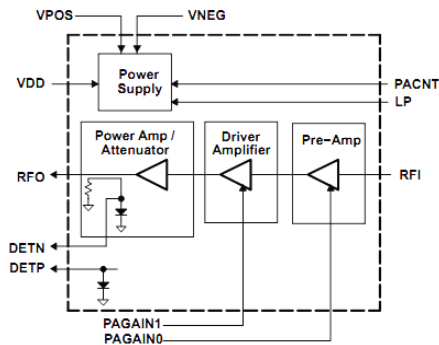 VPOS
VNEG
VDD
Power
Supply
PACNT
LP
Power Amp /
Attenuator
Driver
Amplifier
Pre-Amp
RFO
RFI
DETN
DETP
PAGAIN1
PAGAIN0